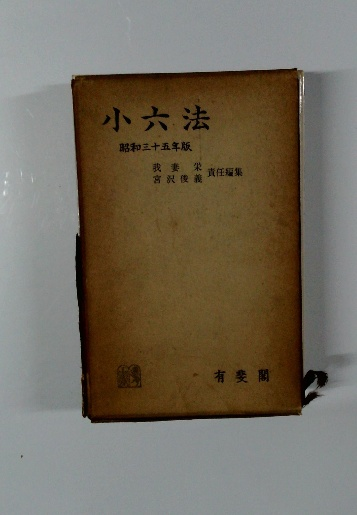 小六法
昭和三十五年版
我妻栄
宮沢俊義
責任編集
有斐閣